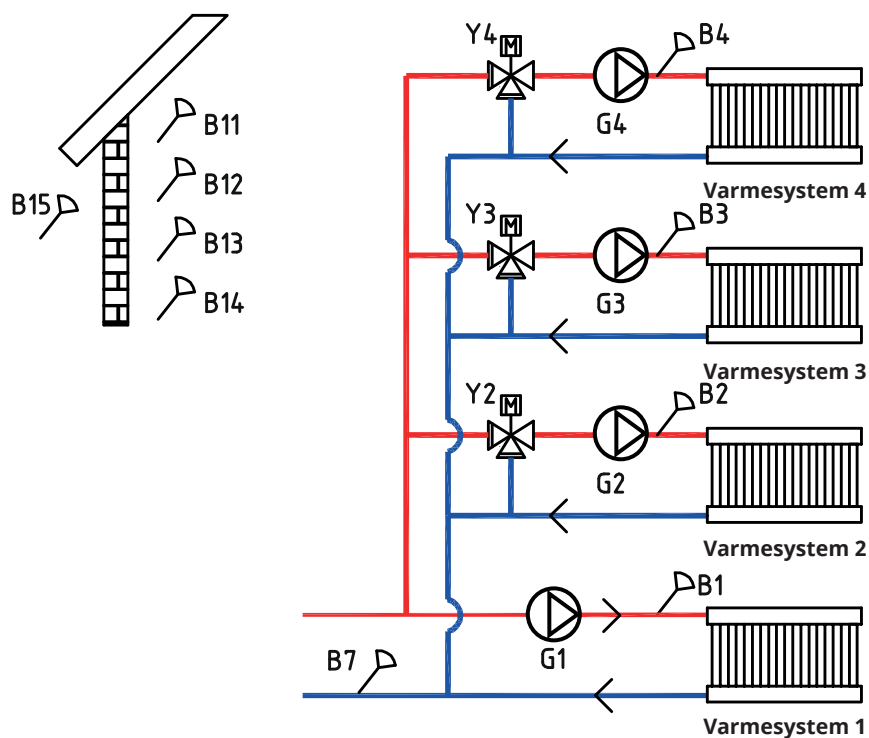 B11
B12
B15
B13
B14
Y4
M
B4
G4
Varmesystem 4
Y3
M
B3
G3
Varmesystem 3
Y2
M
B2
G2
Varmesystem 2
B1
G1
B7
Varmesystem 1